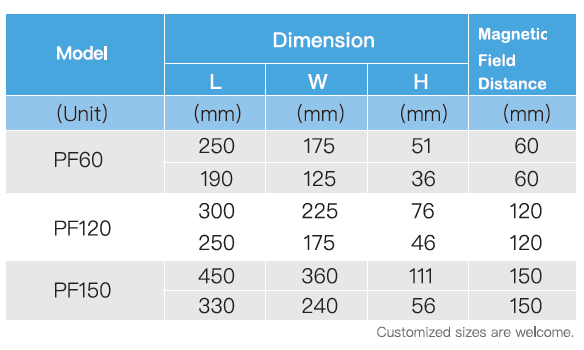 Model Dimension Magnetic Field Distance
L W H
(Unit) (mm) (mm) (mm) (mm)
PF60 250 175 51 60
190 125 36 60
PF120 300 225 76 120
250 175 46 120
PF150 450 360 111 150
330 240 56 150
Customized sizes are welcome.